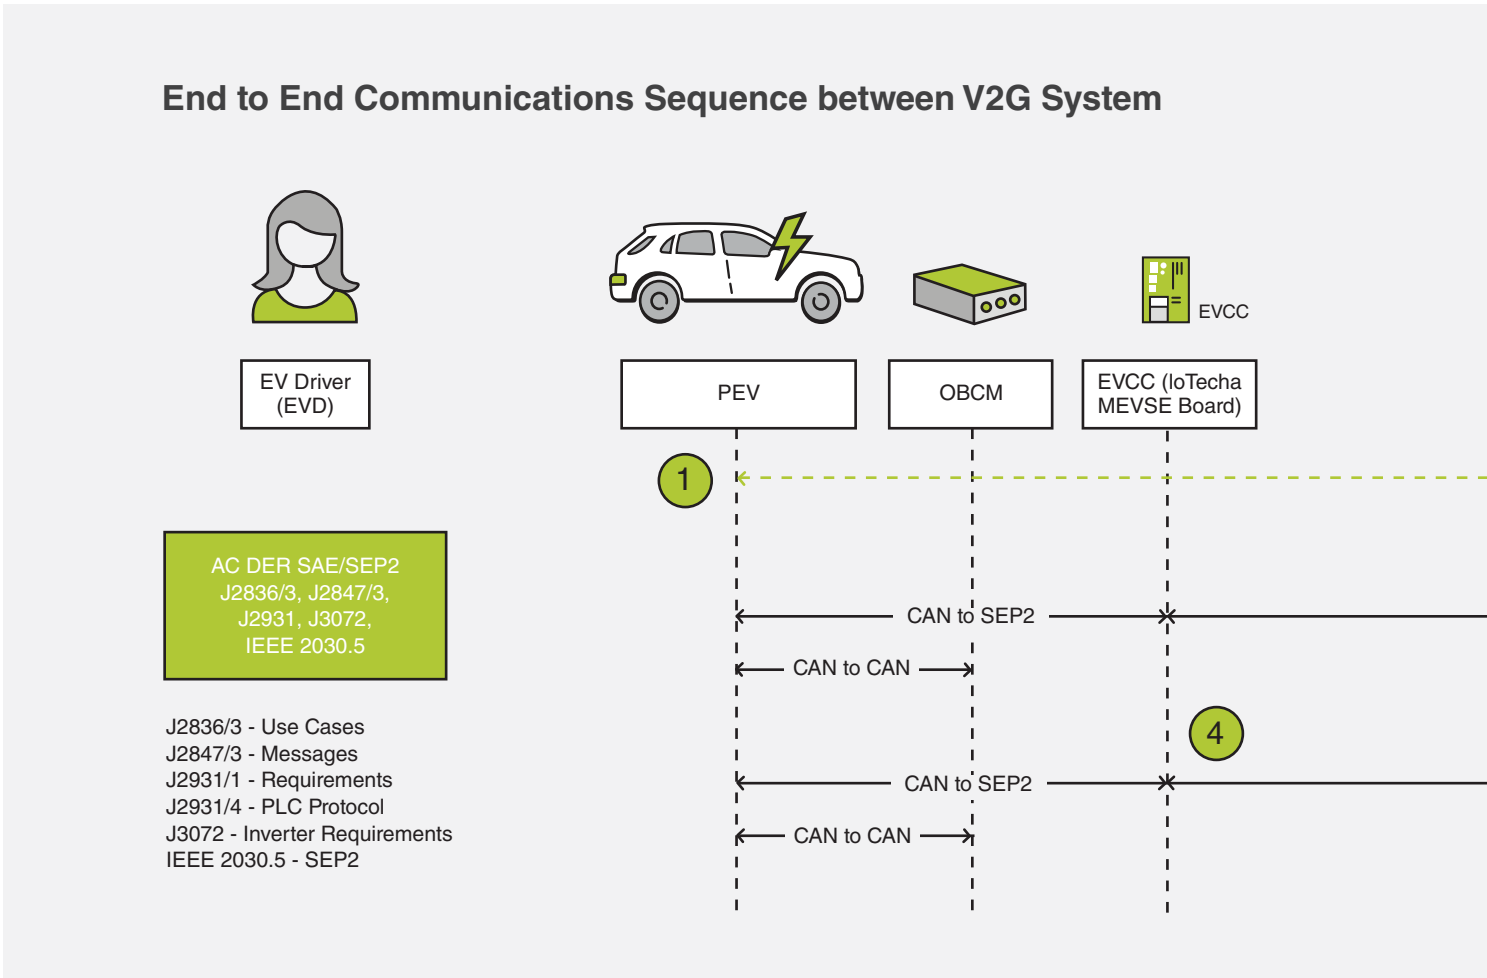 End to End Communications Sequence between V2G System
EVCC
EV Driver
(EVD)
PEV
OBCM
EVCC (IoTecha
MEVSE Board)
1
AC DER SAE/SEP2
J2836/3, J2847/3,
J2931, J3072,
IEEE 2030.5
CAN to SEP2
CAN to CAN
J2836/3 - Use Cases
J2847/3 - Messages
J2931/1 - Requirements
J2931/4 - PLC Protocol
J3072 - Inverter Requirements
IEEE 2030.5 - SEP2
4
CAN to SEP2
CAN to CAN